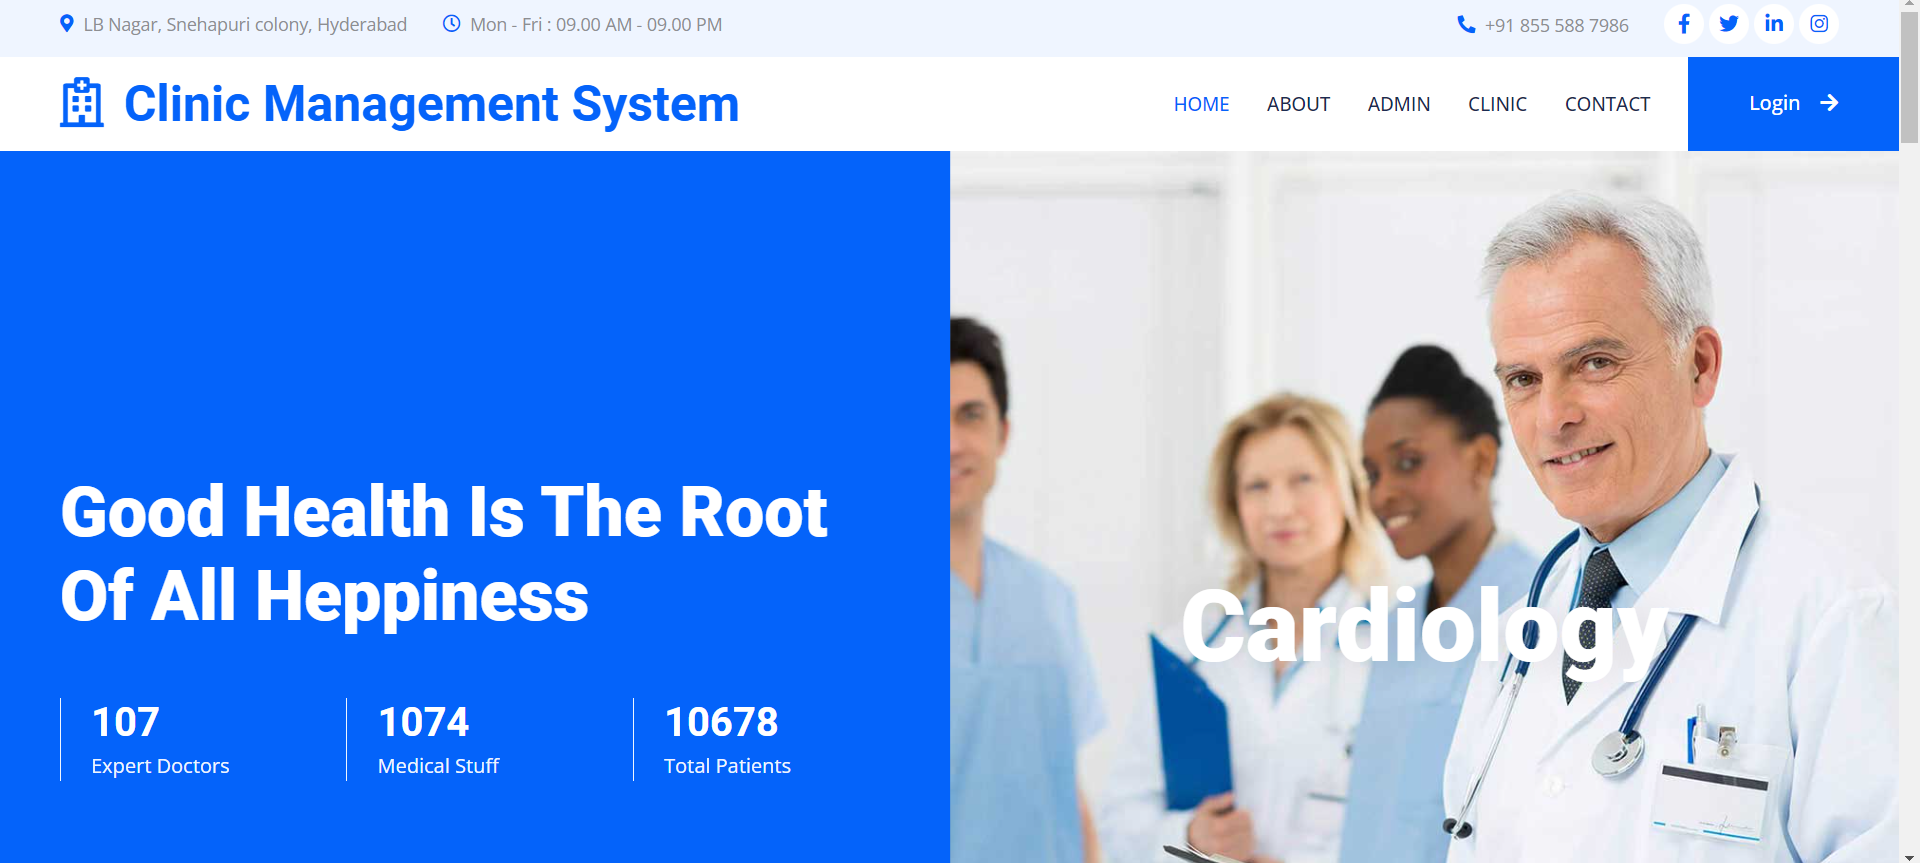 LB Nagar, Snehapuri colony, Hyderabad
Mon - Fri : 09.00 AM - 09.00 PM
+91 855 588 7986
Clinic Management System
HOME
ABOUT
ADMIN
CLINIC
CONTACT
Login
Good Health Is The Root
Of All Heppiness
107
Expert Doctors
1074
Medical Stuff
10678
Total Patients
Cardiology